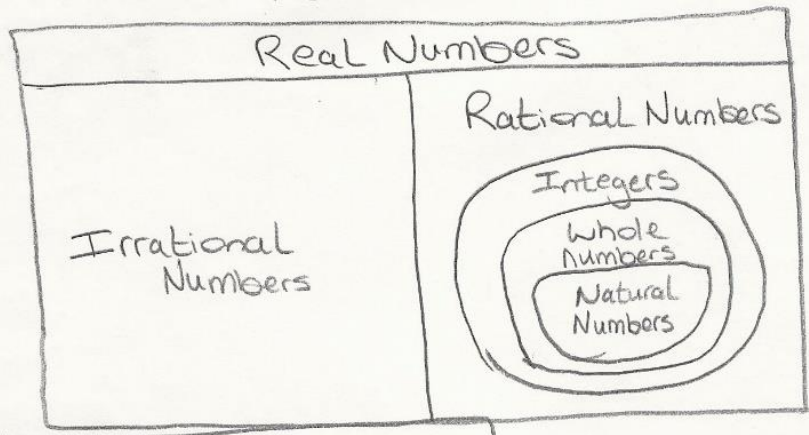 Real Numbers
Irrational
Numbers
Rational Numbers
Integers
Whole
numbers
Natural
Numbers